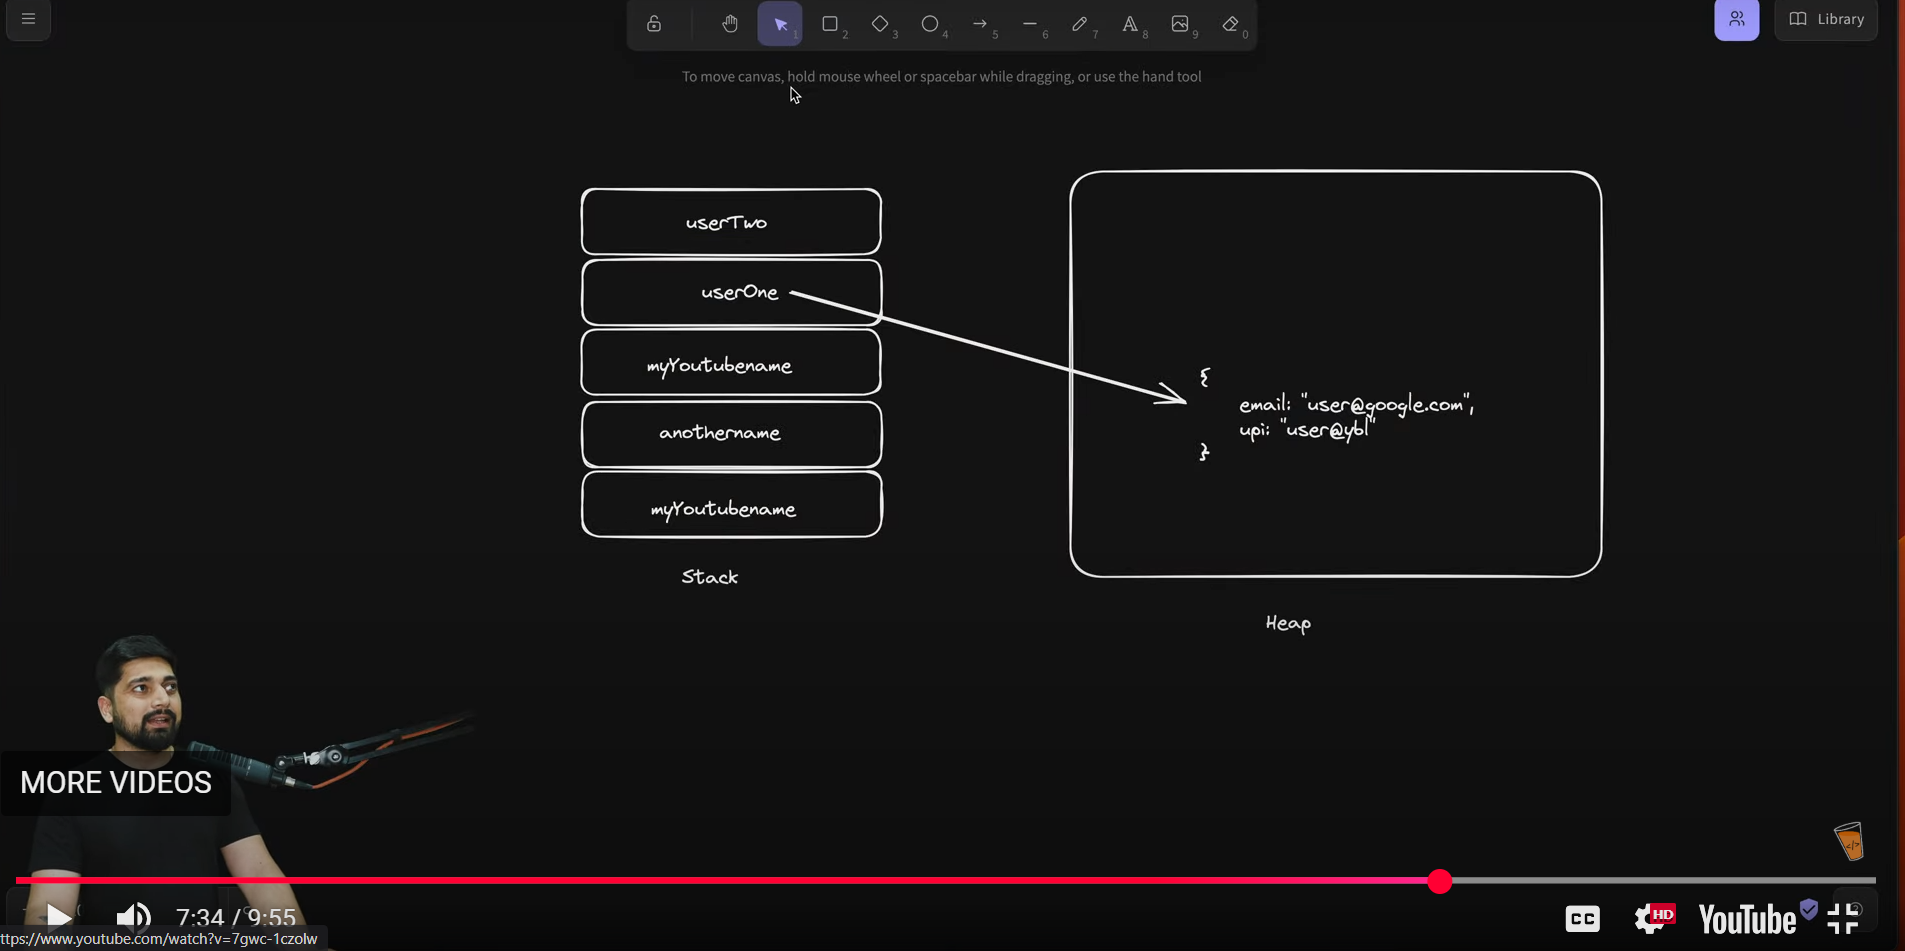 1
2
3
4
5
6
7
8
9
0
Library
To move canvas, hold mouse wheel or spacebar while dragging, or use the hand tool
userTwo
userOne
myYoutubename
anothername
myYoutubename
Stack
{
email: "user@google.com",
upi: "user@ybl"
}
Heap
MORE VIDEOS
</>
7:34 / 9:55
CC
HD
YouTube
ttps://www.youtube.com/watch?v=7gwc-1czolw